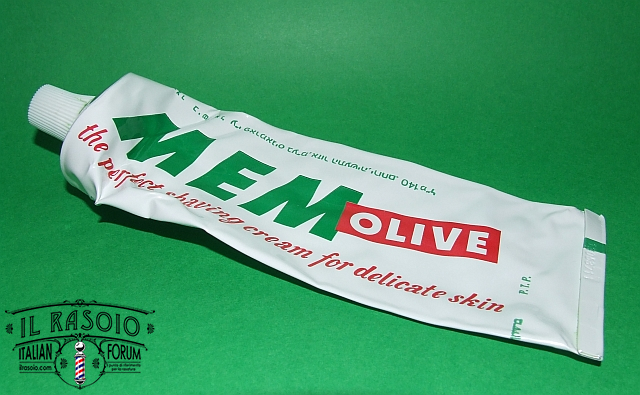 MEM OLIVE
the perfect shaving cream for delicate skin
P.T.P.
IL RASOIO
ITALIAN FORUM
ilrasoio.com